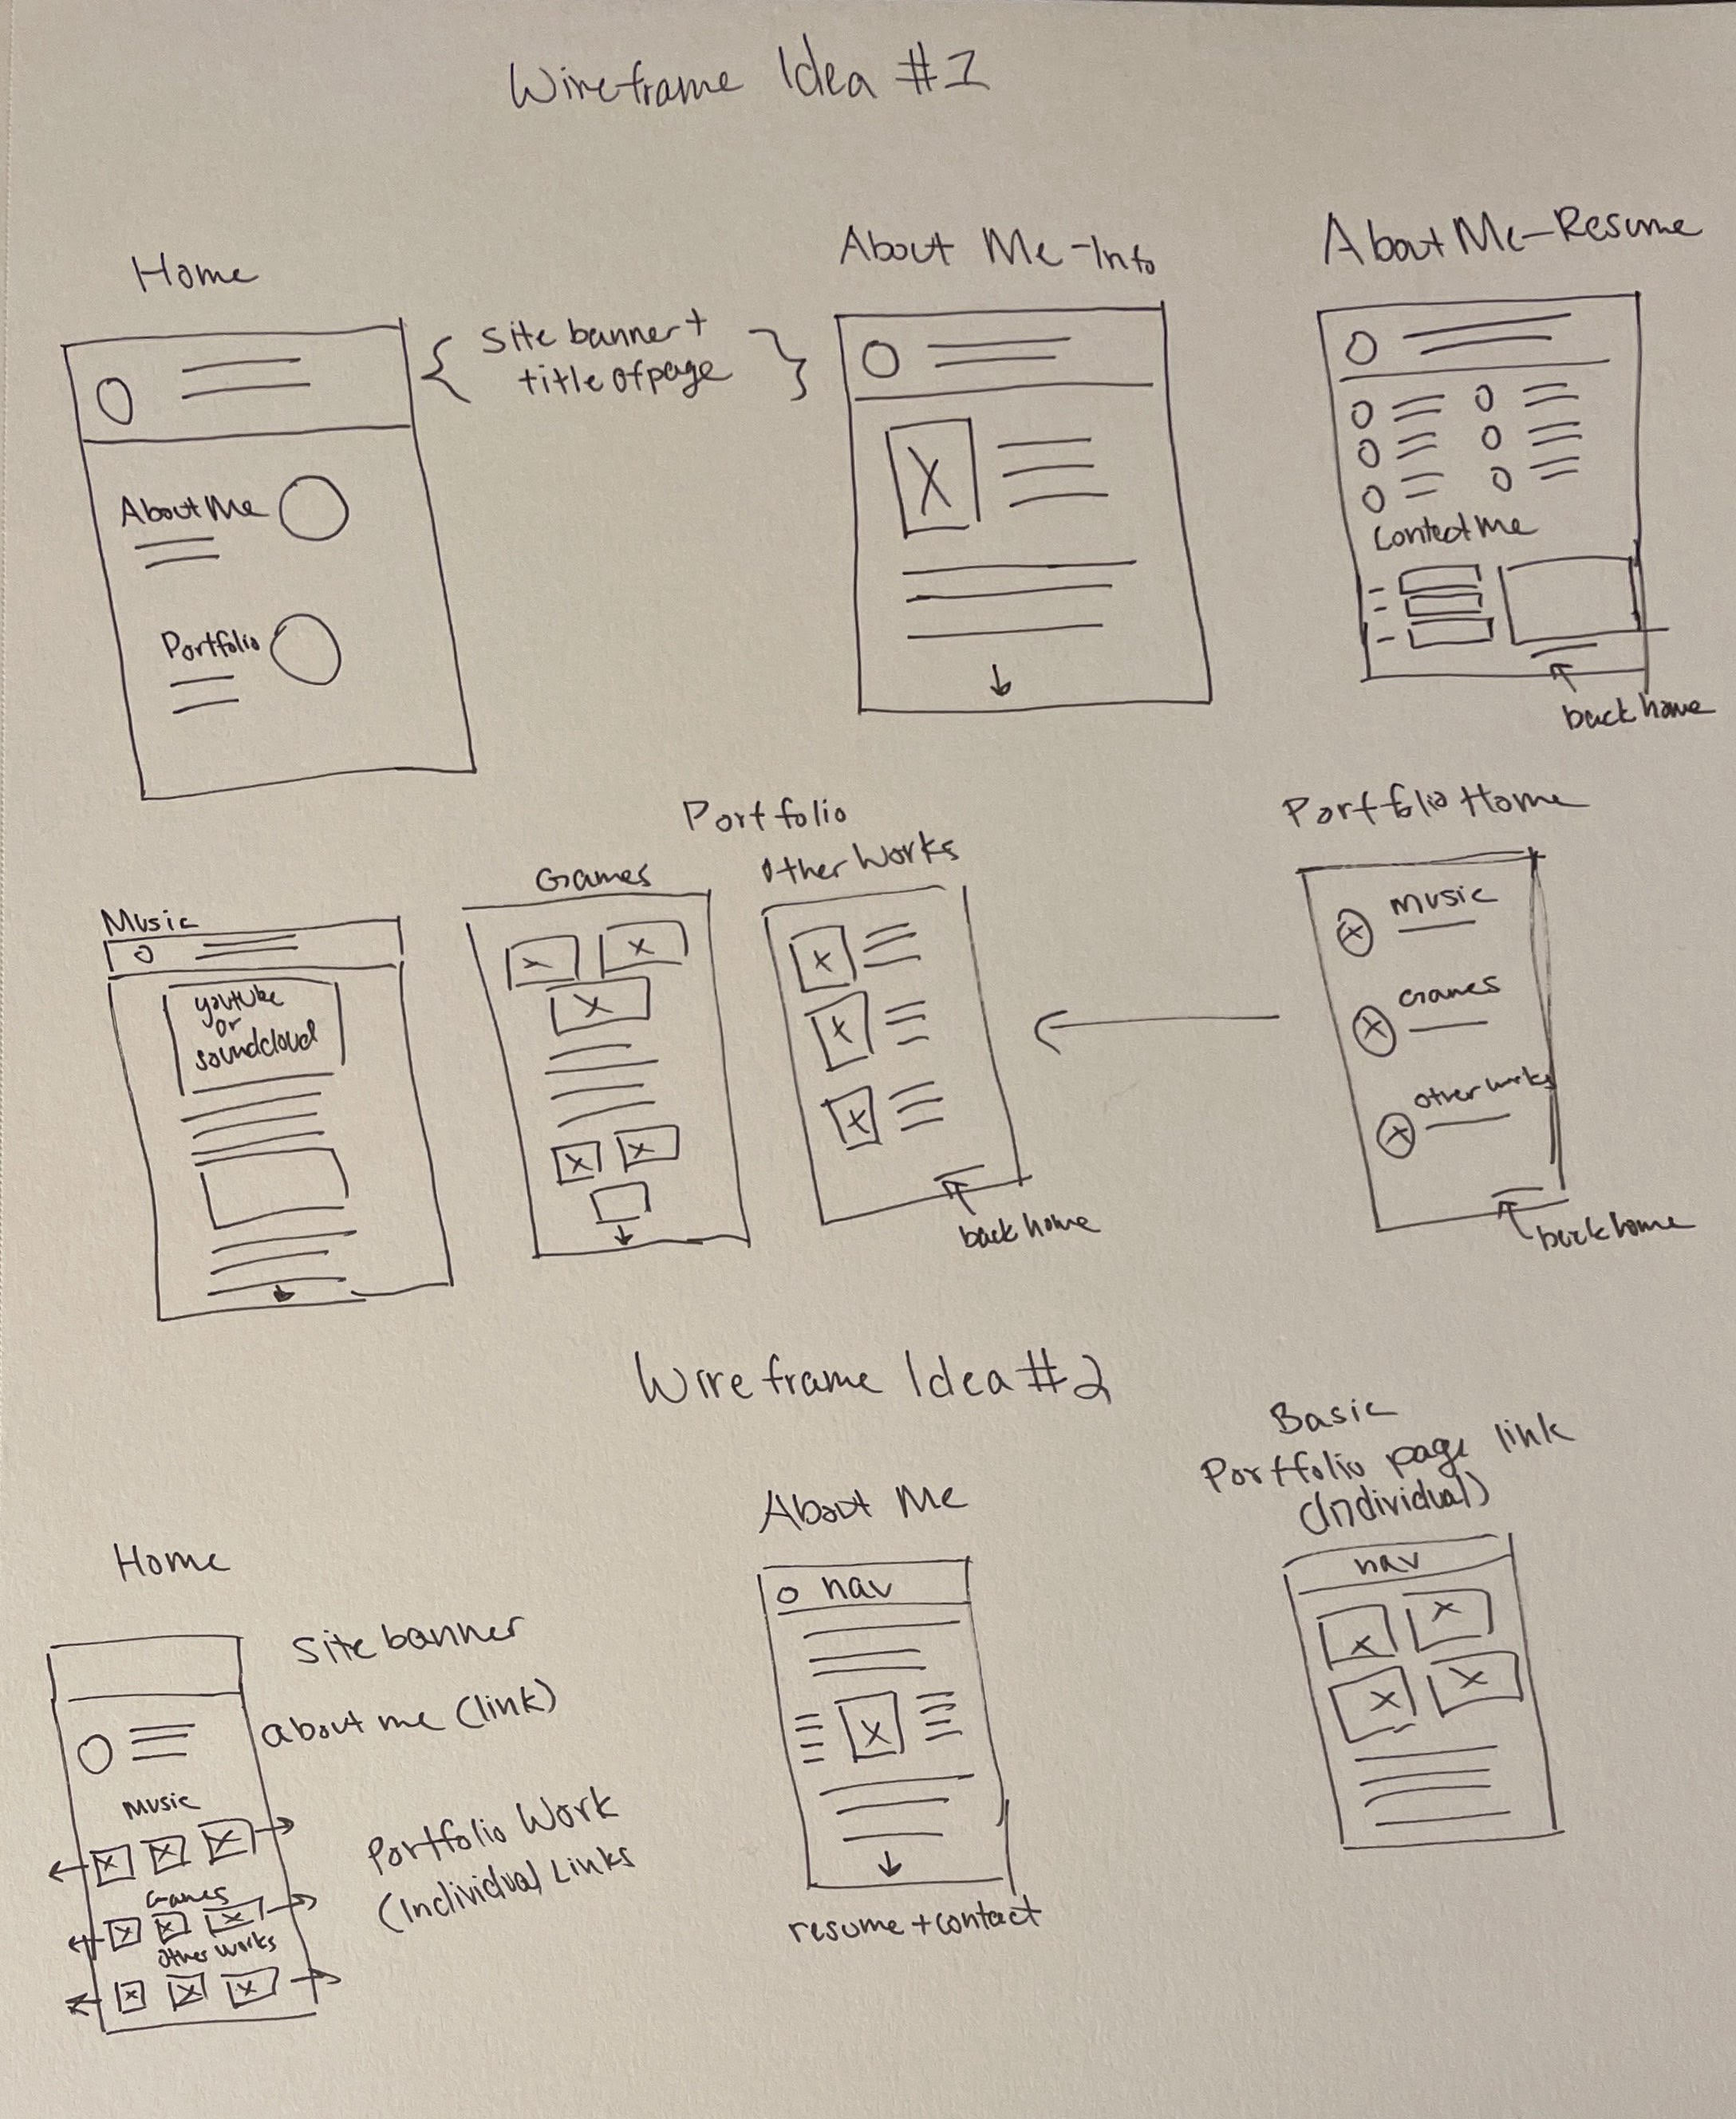 Wireframe Idea #1
Home
Site banner +
title of page
About Me - Info
About Me - Resume
About Me
Portfolio
Contact Me
back home
Portfolio
Music
youtube
or
soundcloud
Games
Other Works
back home
Portfolio Home
Music
Games
Other works
back home
Wireframe Idea #2
Home
Site banner
about me (link)
Music
Games
Other Works
Portfolio Work
(Individual Links
About Me
nav
resume + contact
Basic
Portfolio page link
(Individual)
nav